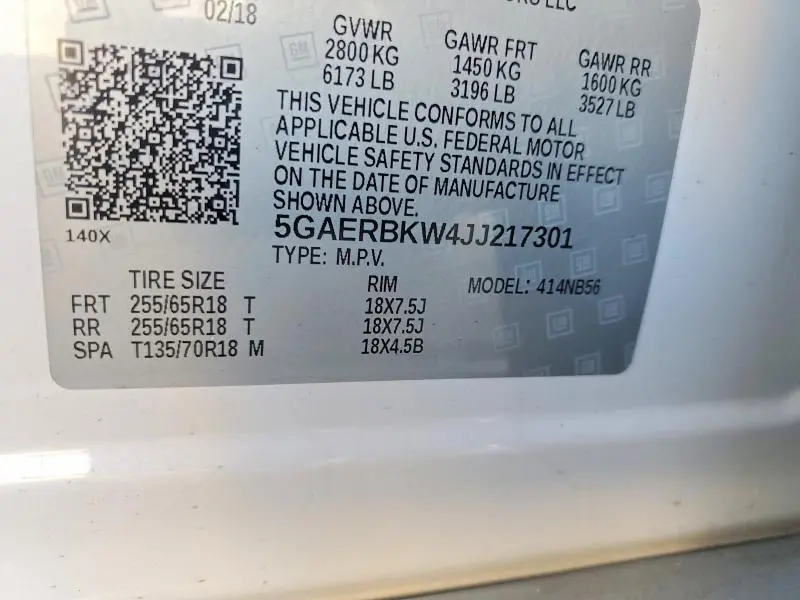 02/18
LLC
GVWR
2800 KG
6173 LB
GAWR FRT
1450 KG
3196 LB
GAWR RR
1600 KG
3527 LB
THIS VEHICLE CONFORMS TO ALL
APPLICABLE U.S. FEDERAL MOTOR
VEHICLE SAFETY STANDARDS IN EFFECT
ON THE DATE OF MANUFACTURE
SHOWN ABOVE.
140X
5GAERBKW4JJ217301
TYPE: M.P.V.
TIRE SIZE RIM MODEL: 414NB56
FRT 255/65R18 T 18X7.5J
RR 255/65R18 T 18X7.5J
SPA T135/70R18 M 18X4.5B